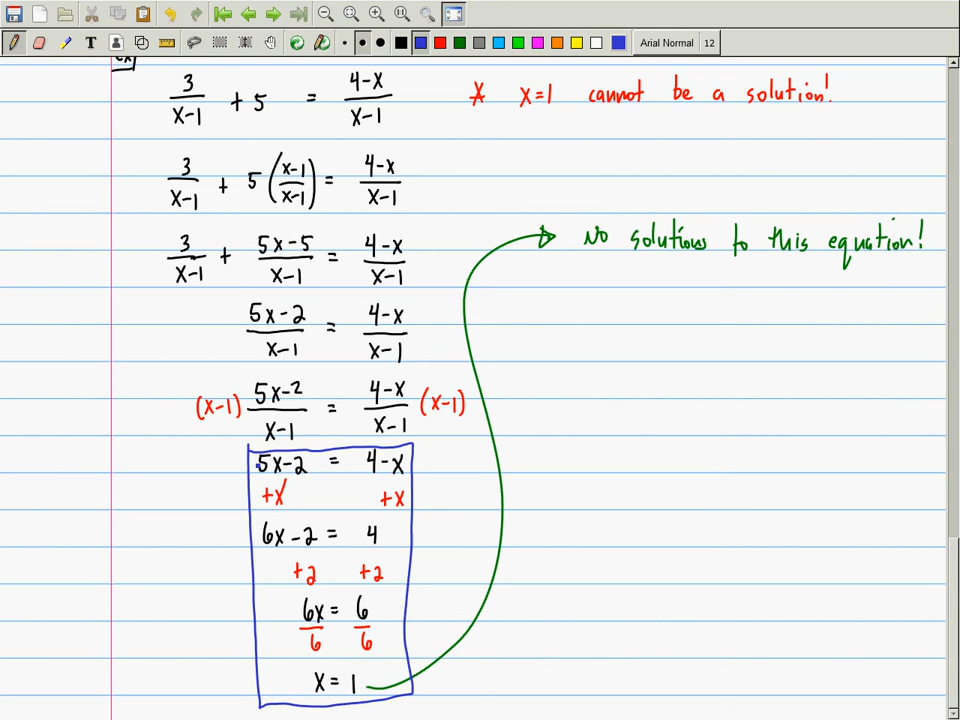 Arial Normal 12
ex
3/(x-1) + 5 = (4-x)/(x-1)
* x=1 cannot be a solution!
3/(x-1) + 5 ((x-1)/(x-1)) = (4-x)/(x-1)
3/(x-1) + (5x-5)/(x-1) = (4-x)/(x-1)
No solutions to this equation!
(5x-2)/(x-1) = (4-x)/(x-1)
(x-1) (5x-2)/(x-1) = (4-x)/(x-1) (x-1)
5x-2 = 4-x
+x +x
6x-2 = 4
+2 +2
6x = 6
6 6
x = 1